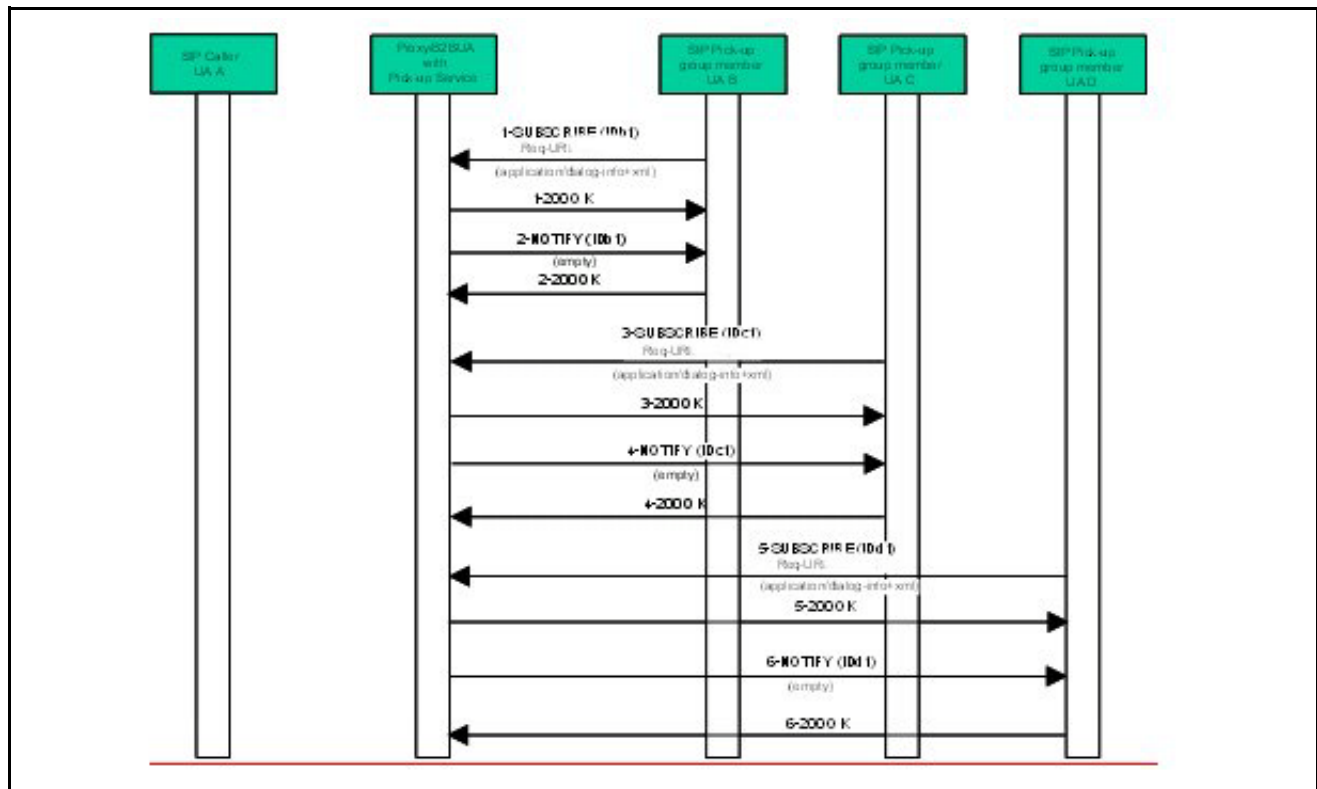 SIP Caller
UA A
Proxy/B2BUA
with
Pick-up Service
SIP Pick-up
group member
UA B
SIP Pick-up
group member
UA C
SIP Pick-up
group member
UA D
1-SUBSCRIBE (IDb1)
Req-URI.
(application/dialog-info+xml)
1-200 OK
2-NOTIFY (IDb1)
(empty)
2-200 OK
3-SUBSCRIBE (IDc1)
Req-URI.
(application/dialog-info+xml)
3-200 OK
4-NOTIFY (IDc1)
(empty)
4-200 OK
5-SUBSCRIBE (IDd1)
Req-URI.
(application/dialog-info+xml)
5-200 OK
6-NOTIFY (IDd1)
(empty)
6-200 OK